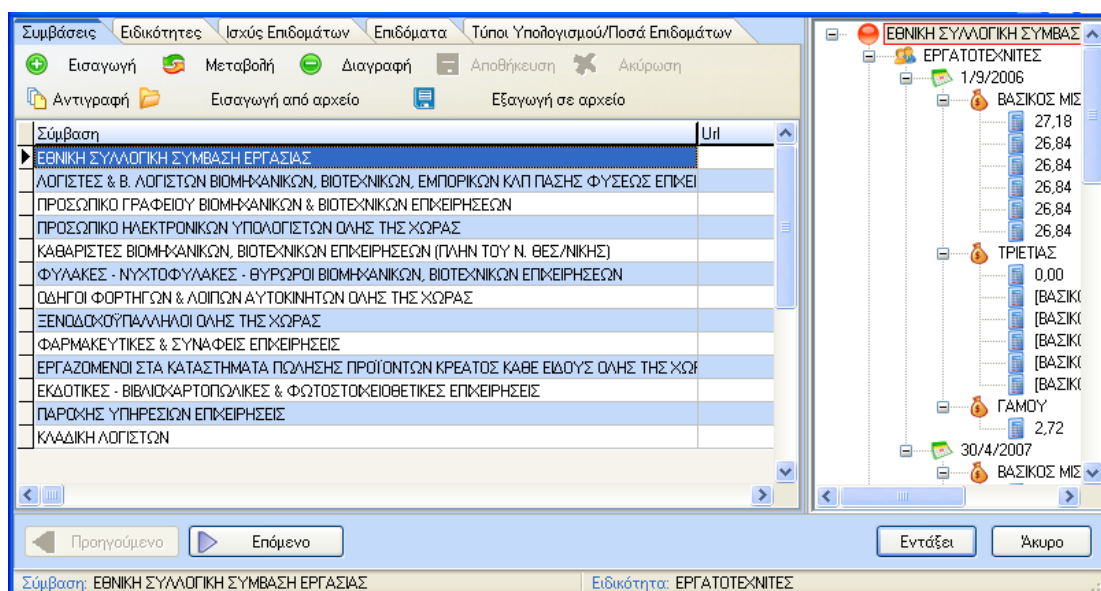 Συμβάσεις Ειδικότητες Ισχύς Επιδομάτων Επιδόματα Τύποι Υπολογισμού/Ποσά Επιδομάτων
Εισαγωγή Μεταβολή Διαγραφή Αποθήκευση Ακύρωση
Αντιγραφή Εισαγωγή από αρχείο Εξαγωγή σε αρχείο
Σύμβαση Url
ΕΘΝΙΚΗ ΣΥΛΛΟΓΙΚΗ ΣΥΜΒΑΣΗ ΕΡΓΑΣΙΑΣ
ΛΟΓΙΣΤΕΣ & Β. ΛΟΓΙΣΤΩΝ ΒΙΟΜΗΧΑΝΙΚΩΝ, ΒΙΟΤΕΧΝΙΚΩΝ, ΕΜΠΟΡΙΚΩΝ ΚΛΠ ΠΑΣΗΣ ΦΥΣΕΩΣ ΕΠΙΧΕΙ
ΠΡΟΣΩΠΙΚΟ ΓΡΑΦΕΙΟΥ ΒΙΟΜΗΧΑΝΙΚΩΝ & ΒΙΟΤΕΧΝΙΚΩΝ ΕΠΙΧΕΙΡΗΣΕΩΝ
ΠΡΟΣΩΠΙΚΟ ΗΛΕΚΤΡΟΝΙΚΩΝ ΥΠΟΛΟΓΙΣΤΩΝ ΟΛΗΣ ΤΗΣ ΧΩΡΑΣ
ΚΑΘΑΡΙΣΤΕΣ ΒΙΟΜΗΧΑΝΙΚΩΝ, ΒΙΟΤΕΧΝΙΚΩΝ ΕΠΙΧΕΙΡΗΣΕΩΝ (ΠΛΗΝ ΤΟΥ Ν. ΘΕΣ/ΝΙΚΗΣ)
ΦΥΛΑΚΕΣ - ΝΥΧΤΟΦΥΛΑΚΕΣ - ΘΥΡΩΡΟΙ ΒΙΟΜΗΧΑΝΙΚΩΝ, ΒΙΟΤΕΧΝΙΚΩΝ ΕΠΙΧΕΙΡΗΣΕΩΝ
ΟΔΗΓΟΙ ΦΟΡΤΗΓΩΝ & ΛΟΙΠΩΝ ΑΥΤΟΚΙΝΗΤΩΝ ΟΛΗΣ ΤΗΣ ΧΩΡΑΣ
ΞΕΝΟΔΟΧΟΫΠΑΛΛΗΛΟΙ ΟΛΗΣ ΤΗΣ ΧΩΡΑΣ
ΦΑΡΜΑΚΕΥΤΙΚΕΣ & ΣΥΝΑΦΕΙΣ ΕΠΙΧΕΙΡΗΣΕΙΣ
ΕΡΓΑΖΟΜΕΝΟΙ ΣΤΑ ΚΑΤΑΣΤΗΜΑΤΑ ΠΩΛΗΣΗΣ ΠΡΟΪΟΝΤΩΝ ΚΡΕΑΤΟΣ ΚΑΘΕ ΕΙΔΟΥΣ ΟΛΗΣ ΤΗΣ ΧΩΡ
ΕΚΔΟΤΙΚΕΣ - ΒΙΒΛΙΟΧΑΡΤΟΠΩΛΙΚΕΣ & ΦΩΤΟΣΤΟΙΧΕΙΟΘΕΤΙΚΕΣ ΕΠΙΧΕΙΡΗΣΕΙΣ
ΠΑΡΟΧΗΣ ΥΠΗΡΕΣΙΩΝ ΕΠΙΧΕΙΡΗΣΕΙΣ
ΚΛΑΔΙΚΗ ΛΟΓΙΣΤΩΝ
ΕΘΝΙΚΗ ΣΥΛΛΟΓΙΚΗ ΣΥΜΒΑΣ
ΕΡΓΑΤΟΤΕΧΝΙΤΕΣ
1/9/2006
ΒΑΣΙΚΟΣ ΜΙΣ
27,18
26,84
26,84
26,84
26,84
26,84
ΤΡΙΕΤΙΑΣ
0,00
[ΒΑΣΙΚΟ
[ΒΑΣΙΚΟ
[ΒΑΣΙΚΟ
[ΒΑΣΙΚΟ
[ΒΑΣΙΚΟ
ΓΑΜΟΥ
2,72
30/4/2007
ΒΑΣΙΚΟΣ ΜΙΣ
Προηγούμενο Επόμενο Εντάξει Άκυρο
Σύμβαση: ΕΘΝΙΚΗ ΣΥΛΛΟΓΙΚΗ ΣΥΜΒΑΣΗ ΕΡΓΑΣΙΑΣ Ειδικότητα: ΕΡΓΑΤΟΤΕΧΝΙΤΕΣ